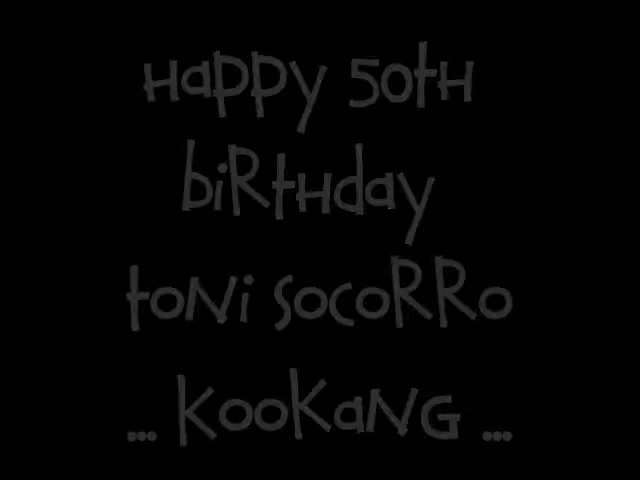 Happy 50th
biRthday
toNi SocoRRo
... KooKaNG ...